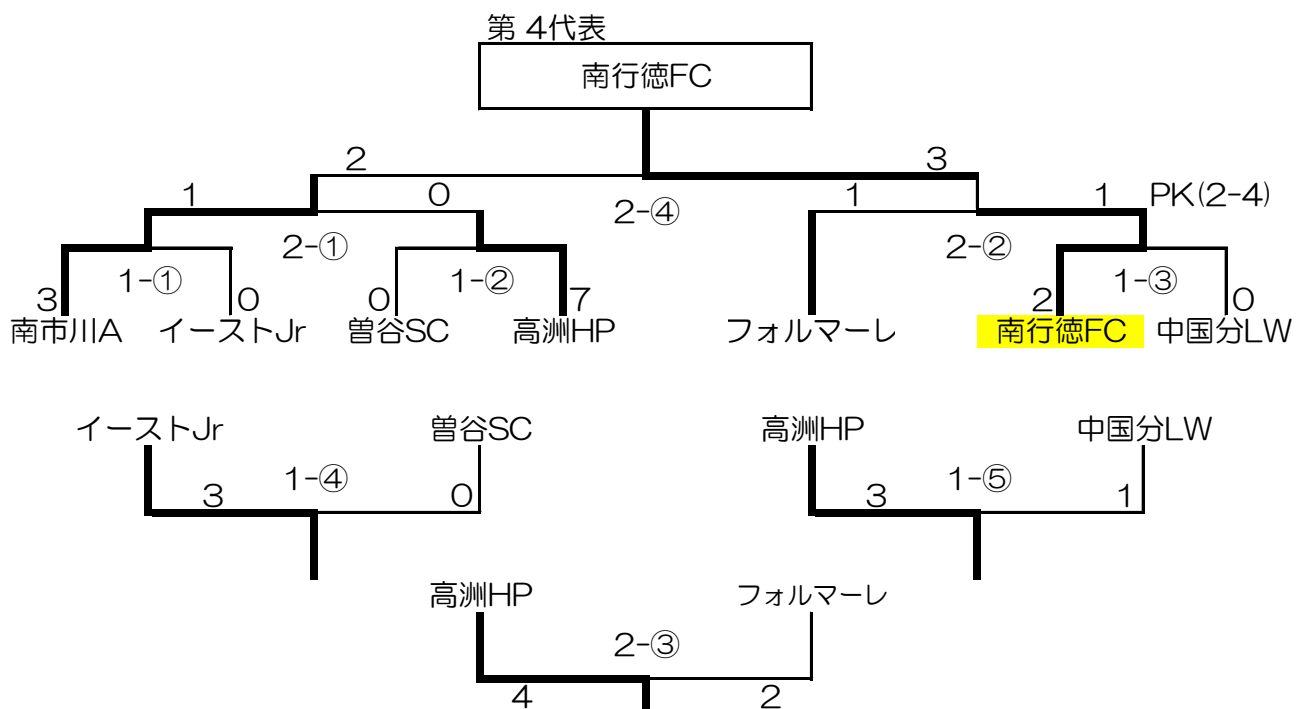 第 4代表
南行徳FC
2 3
1 0 2-④ 1 1 PK(2-4)
2-① 2-②
1-① 1-② 1-③
3 0 0 7 2 0
南市川A イーストJr 曽谷SC 高洲HP フォルマーレ 南行徳FC 中国分LW
イーストJr 曽谷SC 高洲HP 中国分LW
1-④ 1-⑤
3 0 3 1
高洲HP フォルマーレ
2-③
4 2